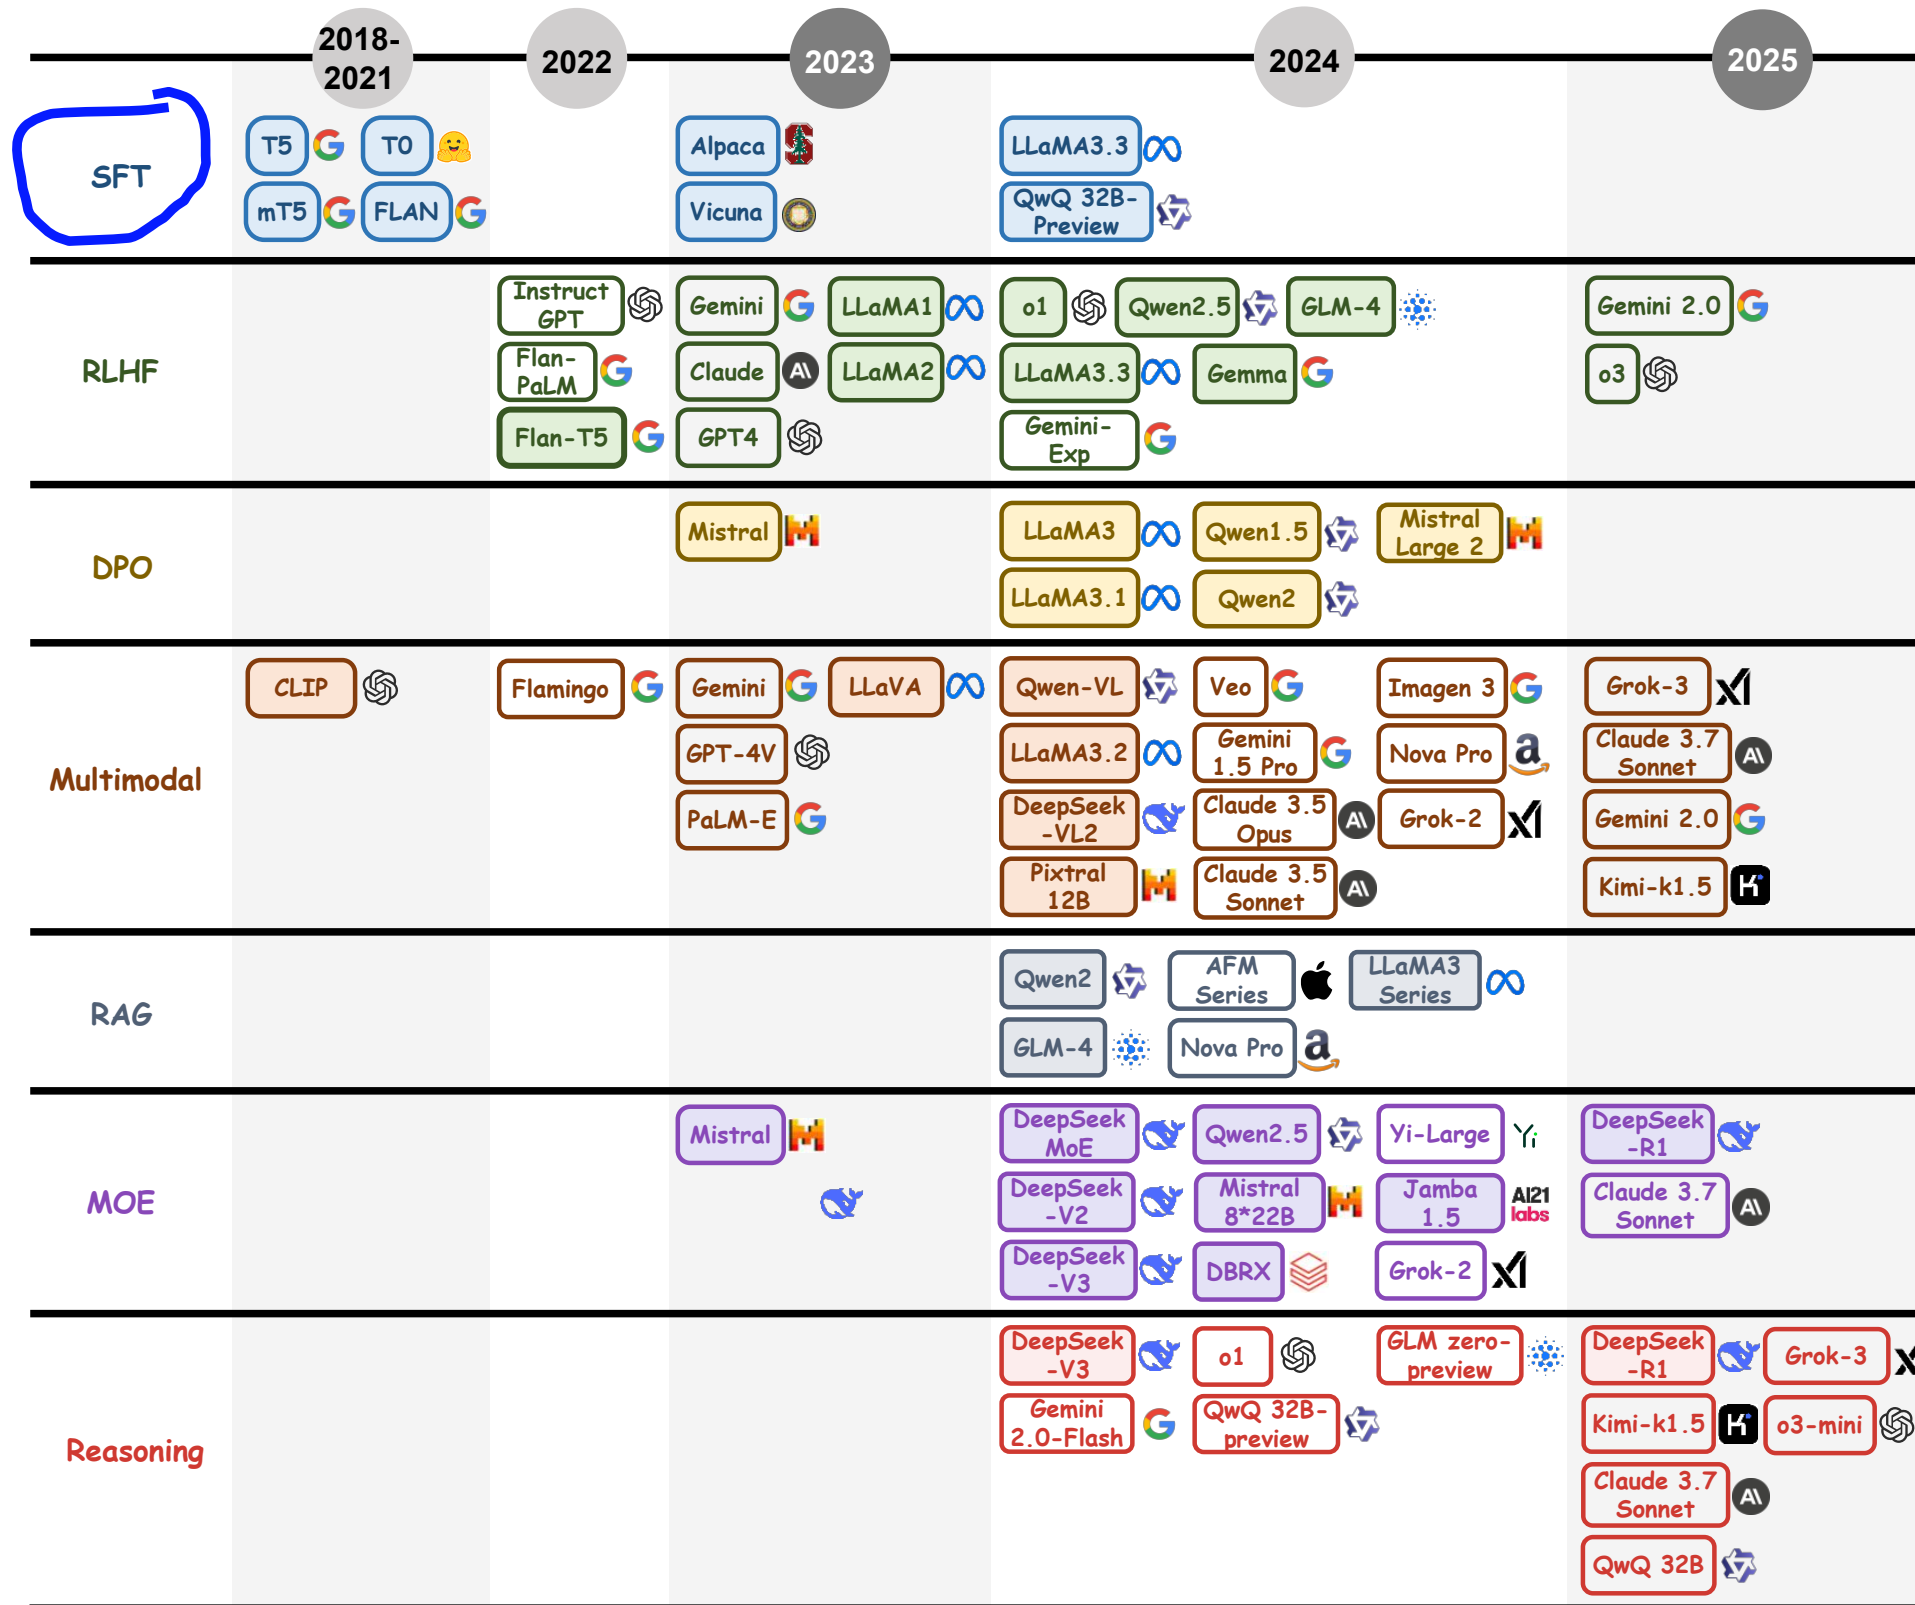 2018-
2021
2022
2023
2024
2025
SFT
T5
T0
mT5
FLAN
Alpaca
Vicuna
LLaMA3.3
QwQ 32B-
Preview
RLHF
Instruct
GPT
Flan-
PaLM
Flan-T5
Gemini
LLaMA1
Claude
LLaMA2
GPT4
o1
Qwen2.5
GLM-4
LLaMA3.3
Gemma
Gemini-
Exp
Gemini 2.0
o3
DPO
Mistral
LLaMA3
Qwen1.5
Mistral
Large 2
LLaMA3.1
Qwen2
Multimodal
CLIP
Flamingo
Gemini
LLaVA
GPT-4V
PaLM-E
Qwen-VL
Veo
Imagen 3
LLaMA3.2
Gemini
1.5 Pro
Nova Pro
DeepSeek
-VL2
Claude 3.5
Opus
Grok-2
Pixtral
12B
Claude 3.5
Sonnet
Grok-3
Claude 3.7
Sonnet
Gemini 2.0
Kimi-k1.5
RAG
Qwen2
AFM
Series
LLaMA3
Series
GLM-4
Nova Pro
MOE
Mistral
DeepSeek
MoE
Qwen2.5
Yi-Large
DeepSeek
-V2
Mistral
8*22B
Jamba
1.5
AI21
labs
DeepSeek
-V3
DBRX
Grok-2
DeepSeek
-R1
Claude 3.7
Sonnet
Reasoning
DeepSeek
-V3
o1
GLM zero-
preview
Gemini
2.0-Flash
QwQ 32B-
preview
DeepSeek
-R1
Grok-3
Kimi-k1.5
o3-mini
Claude 3.7
Sonnet
QwQ 32B